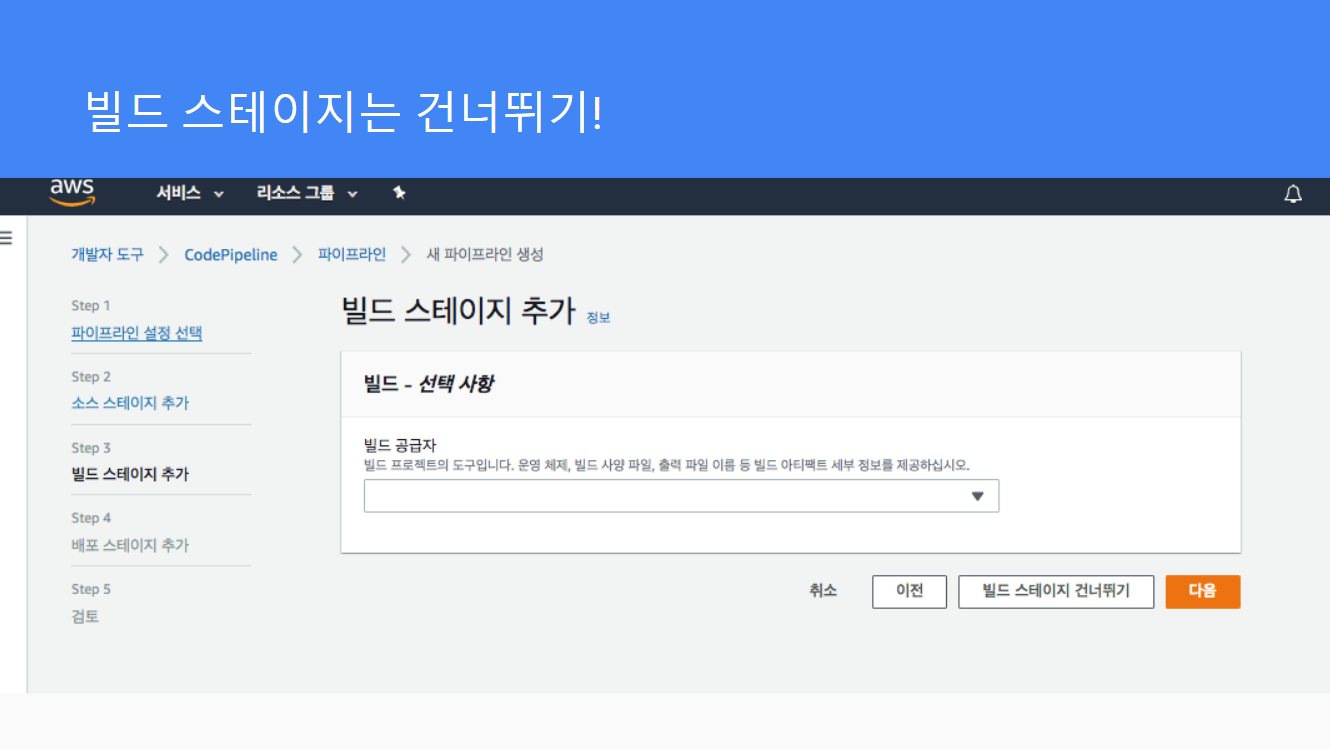 빌드 스테이지는 건너뛰기!
aws 서비스 리소스 그룹
개발자 도구 CodePipeline 파이프라인 새 파이프라인 생성
Step 1
파이프라인 설정 선택
Step 2
소스 스테이지 추가
Step 3
빌드 스테이지 추가
Step 4
배포 스테이지 추가
Step 5
검토
빌드 스테이지 추가 정보
빌드 - 선택 사항
빌드 공급자
빌드 프로젝트의 도구입니다. 운영 체제, 빌드 사양 파일, 출력 파일 이름 등 빌드 아티팩트 세부 정보를 제공하십시오.
취소 이전 빌드 스테이지 건너뛰기 다음